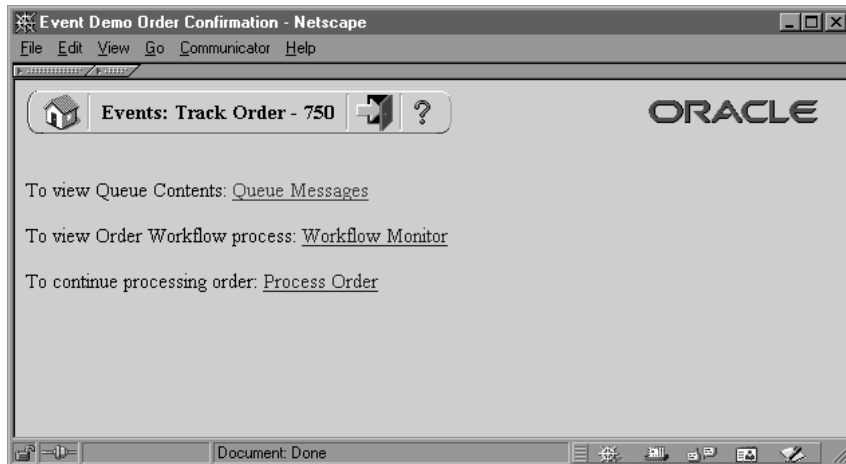 Event Demo Order Confirmation - Netscape
File Edit View Go Communicator Help
Events: Track Order - 750 ?
ORACLE
To view Queue Contents: Queue Messages
To view Order Workflow process: Workflow Monitor
To continue processing order: Process Order
Document: Done